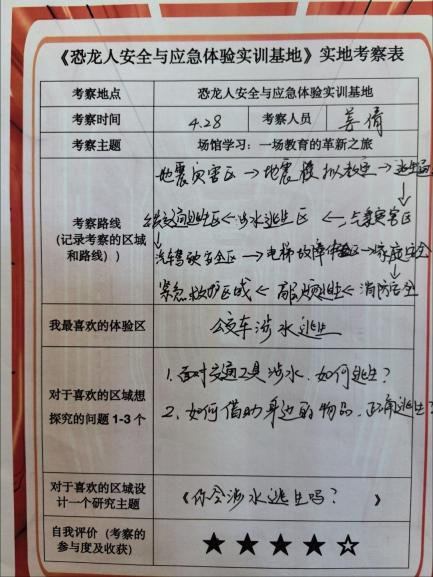 《恐龙人安全与应急体验实训基地》实地考察表
考察地点 恐龙人安全与应急体验实训基地
考察时间 4.28 考察人员 姜倩
考察主题 场馆学习：一场教育的革新之旅
考察路线
(记录考察的区域
和路线))
地震灾害区 → 地震模拟教室 →
交通逃生区 ← 涉水逃生区 ← 气象灾害区
汽车驾驶安全区 → 电梯故障体验区 → 家庭安全
紧急救护区域 ← 高层烟逃生 ← 消防安全
我最喜欢的体验区 公交车涉水逃生
对于喜欢的区域想
探究的问题 1-3 个
1. 面对交通工具涉水，如何逃生？
2. 如何借助身边的物品，正确逃生？
对于喜欢的区域设
计一个研究主题
《你会涉水逃生吗？ 》
自我评价 (考察的
参与度及收获)
★ ★ ★ ★ ☆